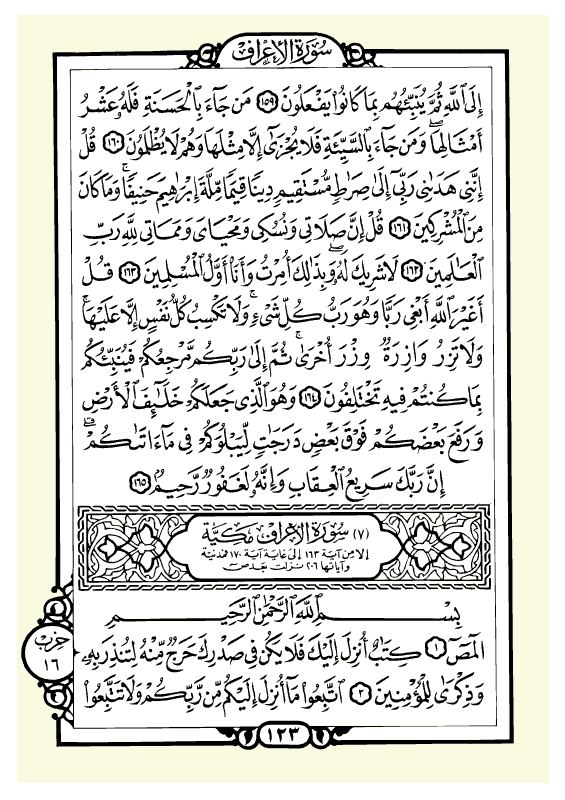 سُورَةُ الأَعْرَافِ
إِلَى ٱللَّهِ ثُمَّ يُنَبِّئُهُم بِمَا كَانُوا۟ يَفْعَلُونَ ١٥٩ مَن جَآءَ بِٱلْحَسَنَةِ فَلَهُۥ عَشْرُ
أَمْثَالِهَا ۖ وَمَن جَآءَ بِٱلسَّيِّئَةِ فَلَا يُجْزَىٰٓ إِلَّا مِثْلَهَا وَهُمْ لَا يُظْلَمُونَ ١٦٠ قُلْ
إِنَّنِى هَدَىٰنِى رَبِّىٓ إِلَىٰ صِرَٰطٍ مُّسْتَقِيمٍ دِينًا قِيَمًا مِّلَّةَ إِبْرَٰهِيمَ حَنِيفًا ۚ وَمَا كَانَ
مِنَ ٱلْمُشْرِكِينَ ١٦١ قُلْ إِنَّ صَلَاتِى وَنُسُكِى وَمَحْيَاىَ وَمَمَاتِى لِلَّهِ رَبِّ
ٱلْعَٰلَمِينَ ١٦٢ لَا شَرِيكَ لَهُۥ ۖ وَبِذَٰلِكَ أُمِرْتُ وَأَنَا۠ أَوَّلُ ٱلْمُسْلِمِينَ ١٦٣ قُلْ
أَغَيْرَ ٱللَّهِ أَبْغِى رَبًّا وَهُوَ رَبُّ كُلِّ شَىْءٍ ۚ وَلَا تَكْسِبُ كُلُّ نَفْسٍ إِلَّا عَلَيْهَا ۚ
وَلَا تَزِرُ وَازِرَةٌ وِزْرَ أُخْرَىٰ ۚ ثُمَّ إِلَىٰ رَبِّكُم مَّرْجِعُكُمْ فَيُنَبِّئُكُم
بِمَا كُنتُمْ فِيهِ تَخْتَلِفُونَ ١٦٤ وَهُوَ ٱلَّذِى جَعَلَكُمْ خَلَٰٓئِفَ ٱلْأَرْضِ
وَرَفَعَ بَعْضَكُمْ فَوْقَ بَعْضٍ دَرَجَٰتٍ لِّيَبْلُوَكُمْ فِى مَآ ءَاتَىٰكُمْ ۗ
إِنَّ رَبَّكَ سَرِيعُ ٱلْعِقَابِ وَإِنَّهُۥ لَغَفُورٌ رَّحِيمٌۢ ١٦٥
(٧) سُورَةُ الأَعْرَافِ مَكِّيَّة
إلا من آية ١٦٣ إلى غاية آية ١٧٠ فمدنية
وآياتها ٢٠٦ نزلت بعد ص
بِسْمِ ٱللَّهِ ٱلرَّحْمَٰنِ ٱلرَّحِيمِ
الٓمٓصٓ ١ كِتَٰبٌ أُنزِلَ إِلَيْكَ فَلَا يَكُن فِى صَدْرِكَ حَرَجٌ مِّنْهُ لِتُنذِرَ بِهِۦ
وَذِكْرَىٰ لِلْمُؤْمِنِينَ ٢ ٱتَّبِعُوا۟ مَآ أُنزِلَ إِلَيْكُم مِّن رَّبِّكُمْ وَلَا تَتَّبِعُوا۟
حزب
١٦
١٢٣